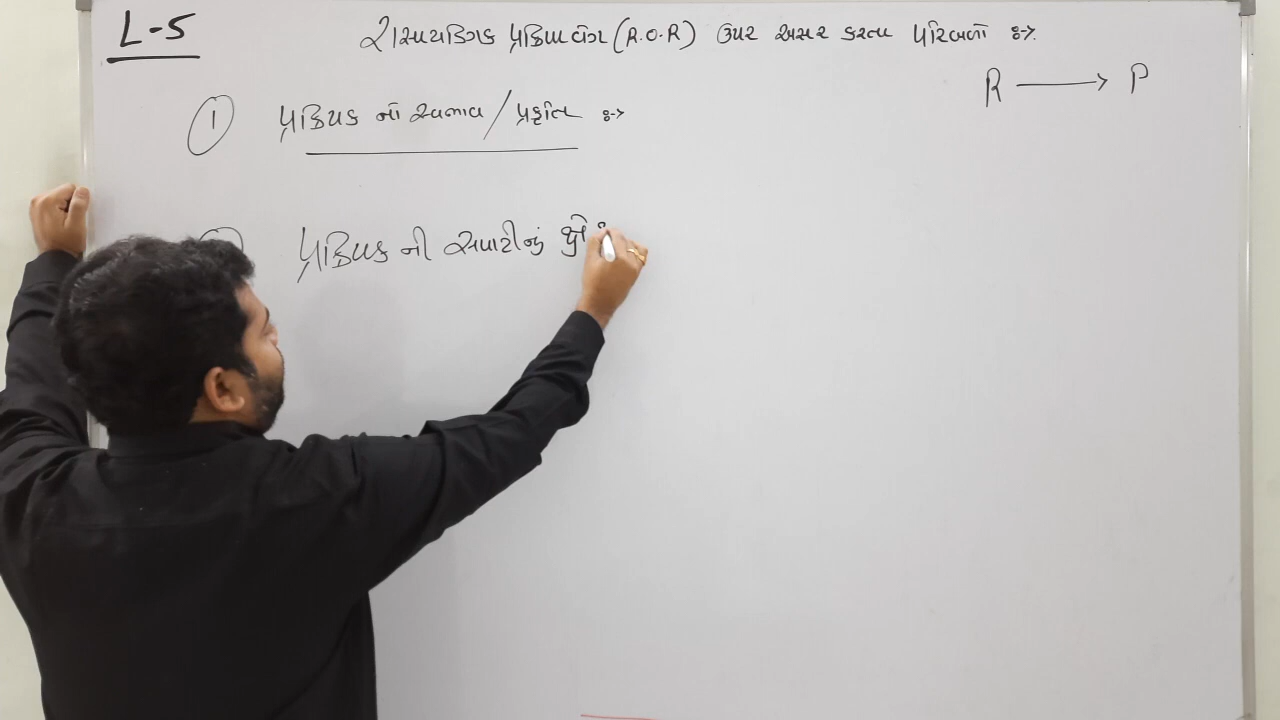 L-5
રાસાયણિક પ્રક્રિયા વેગ (R.O.R) ઉપર અસર કરતા પરિબળો :->
R ⟶ P
① પ્રક્રિયક નો સ્વભાવ / પ્રકૃતિ :->
પ્રક્રિયક ની સપાટીનું